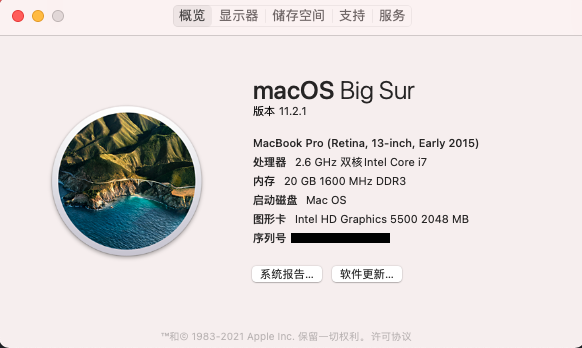 概览 显示器 储存空间 支持 服务
macOS Big Sur
版本 11.2.1
MacBook Pro (Retina, 13-inch, Early 2015)
处理器 2.6 GHz 双核Intel Core i7
内存 20 GB 1600 MHz DDR3
启动磁盘 Mac OS
图形卡 Intel HD Graphics 5500 2048 MB
序列号
系统报告... 软件更新...
™和© 1983-2021 Apple Inc. 保留一切权利。许可协议